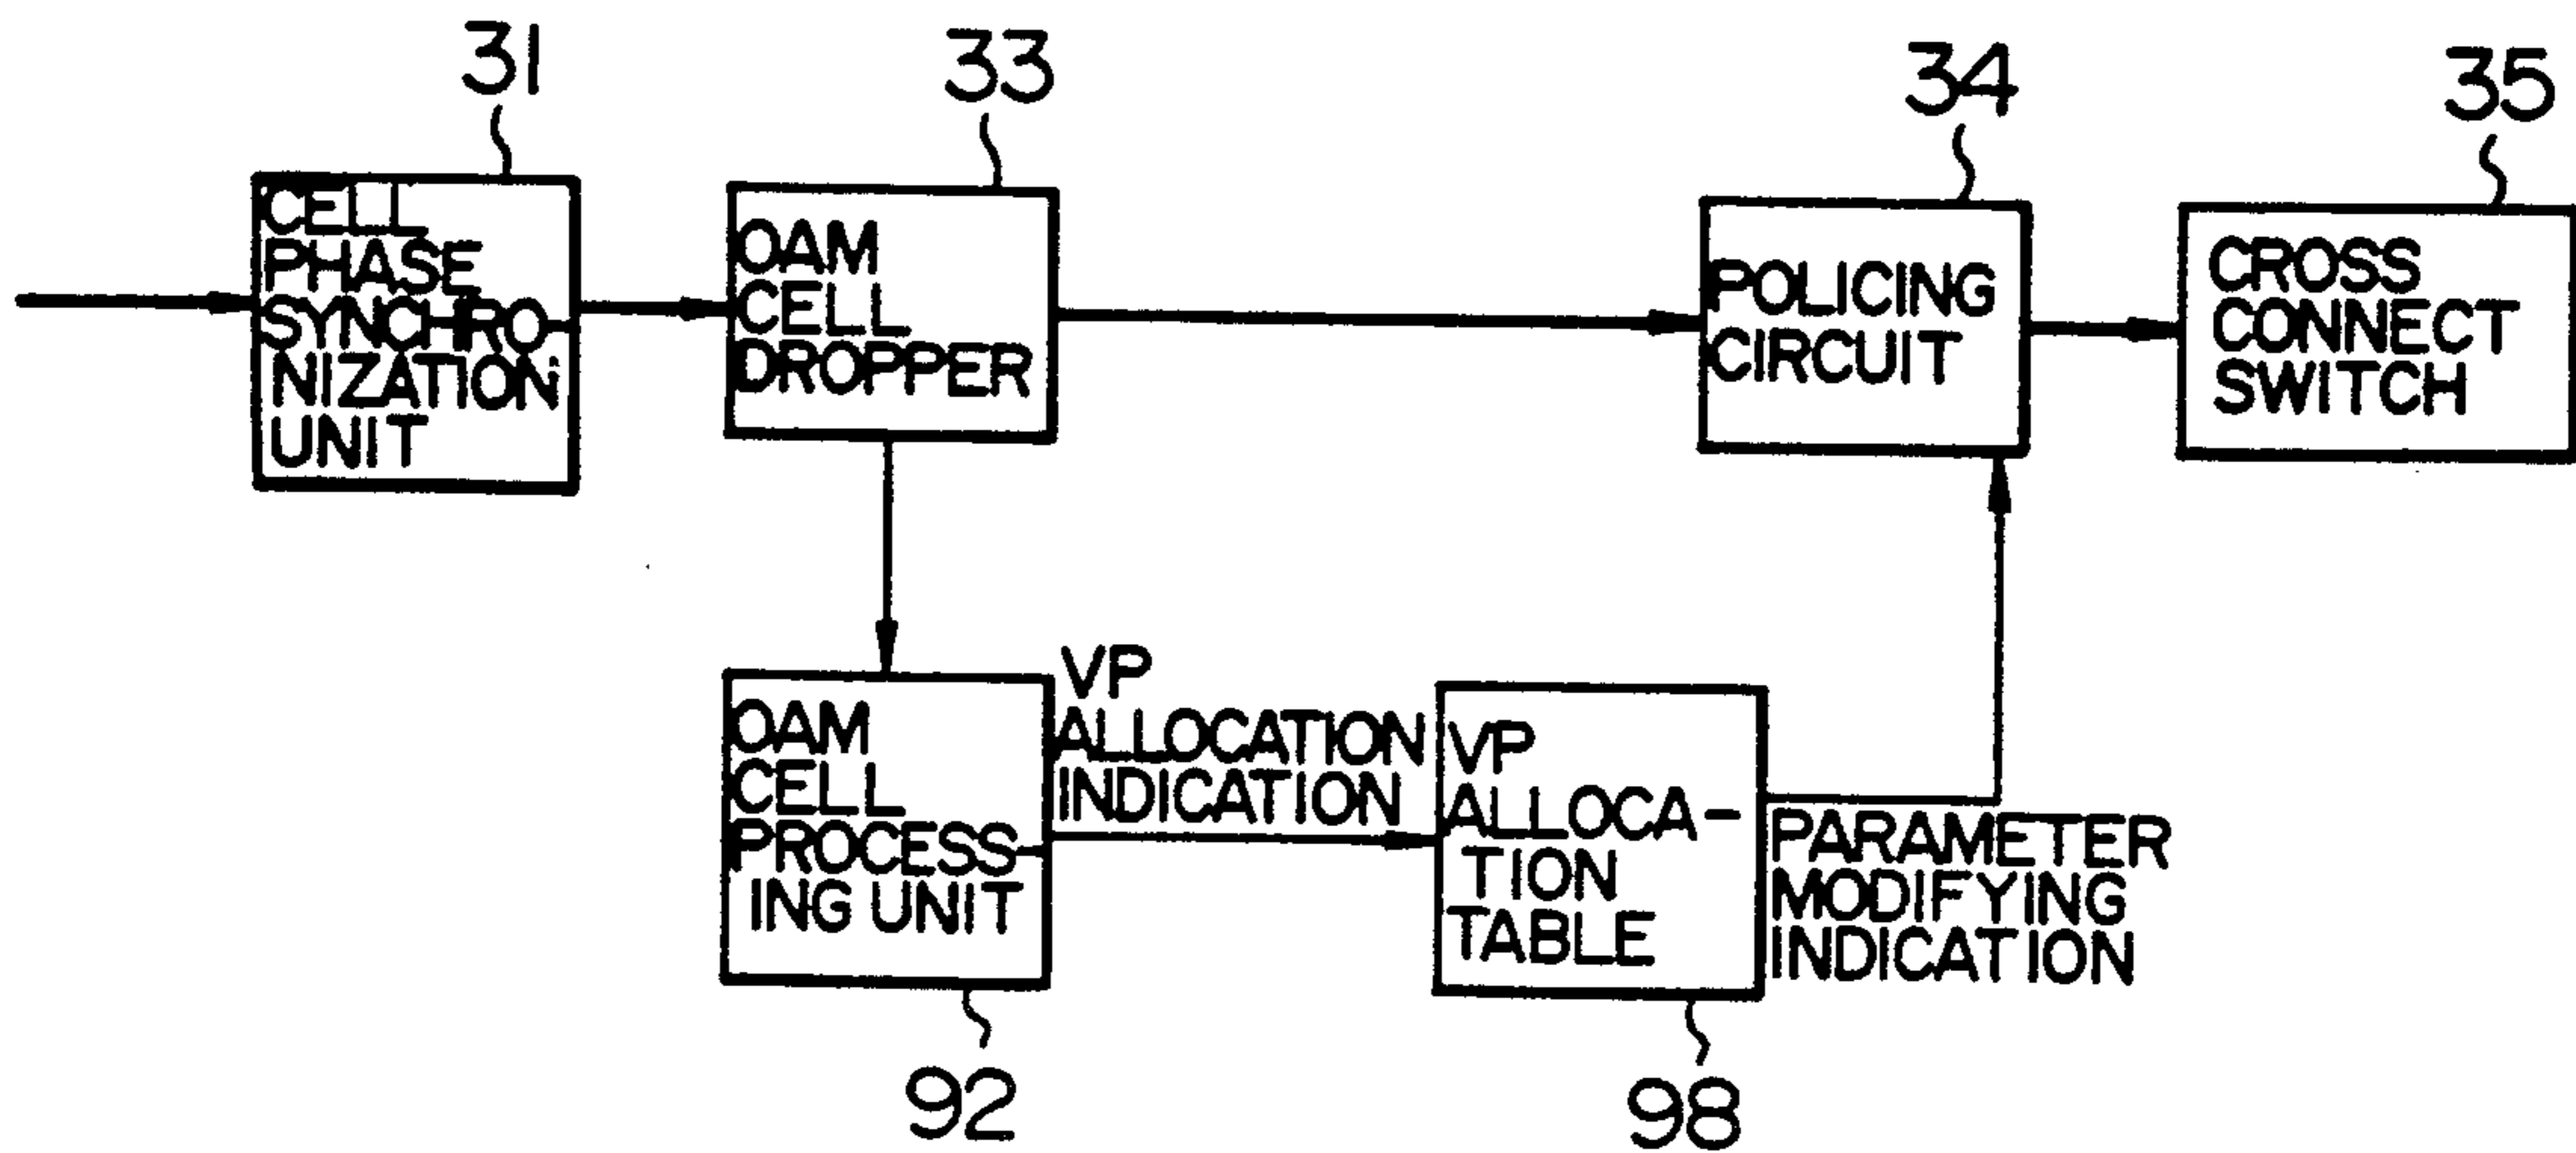 31
33
34
35
CELL
PHASE
SYNCHRO-
NIZATION
UNIT
OAM
CELL
DROPPER
POLICING
CIRCUIT
CROSS
CONNECT
SWITCH
OAM
CELL
PROCESS-
ING UNIT
VP
ALLOCATION
INDICATION
VP
ALLOCA-
TION
TABLE
PARAMETER
MODIFYING
INDICATION
92
98